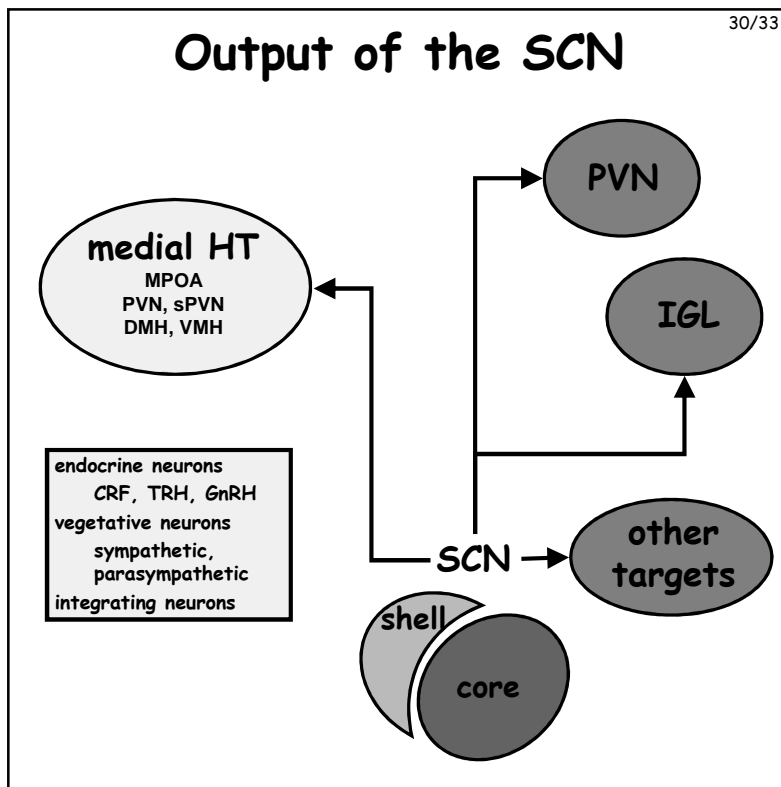 30/33
Output of the SCN
PVN
medial HT
MPOA
PVN, sPVN
DMH, VMH
IGL
endocrine neurons
CRF, TRH, GnRH
vegetative neurons
sympathetic,
parasympathetic
integrating neurons
SCN
other
targets
shell
core